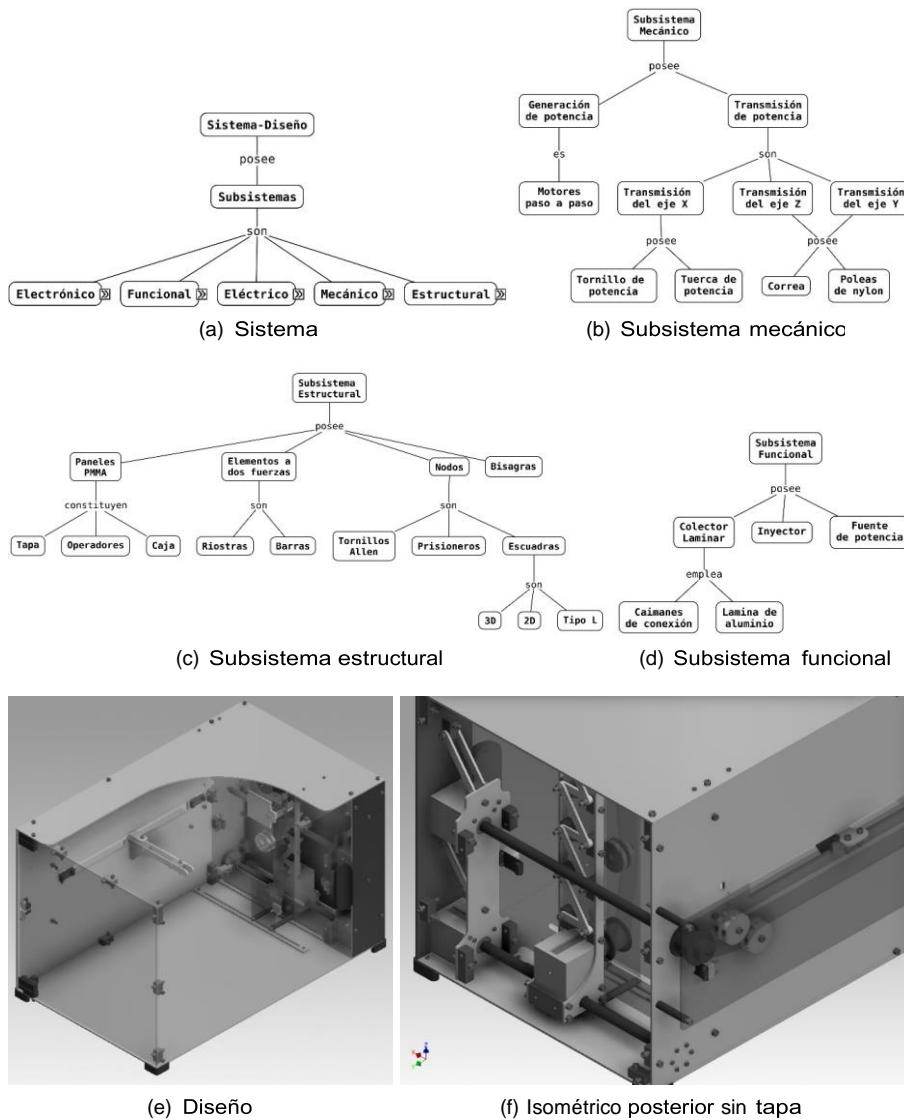 Sistema-Diseño
posee
Subsistemas
son
Electrónico
Funcional
Eléctrico
Mecánico
Estructural
(a) Sistema
Subsistema
Mecánico
posee
Generación
de potencia
Transmisión
de potencia
es
son
Motores
paso a paso
Transmisión
del eje X
Transmisión
del eje Z
Transmisión
del eje Y
posee
posee
Tornillo de
potencia
Tuerca de
potencia
Correa
Poleas
de nylon
(b) Subsistema mecánico
Subsistema
Estructural
posee
Paneles
PMMA
Elementos a
dos fuerzas
Nodos
Bisagras
constituyen
son
son
Tapa
Operadores
Caja
Riostras
Barras
Tornillos
Allen
Prisioneros
Escuadras
son
3D
2D
Tipo L
(c) Subsistema estructural
Subsistema
Funcional
posee
Colector
Laminar
Inyector
Fuente
de potencia
emplea
Caimanes
de conexión
Lamina de
aluminio
(d) Subsistema funcional
(e) Diseño
(f) Isométrico posterior sin tapa